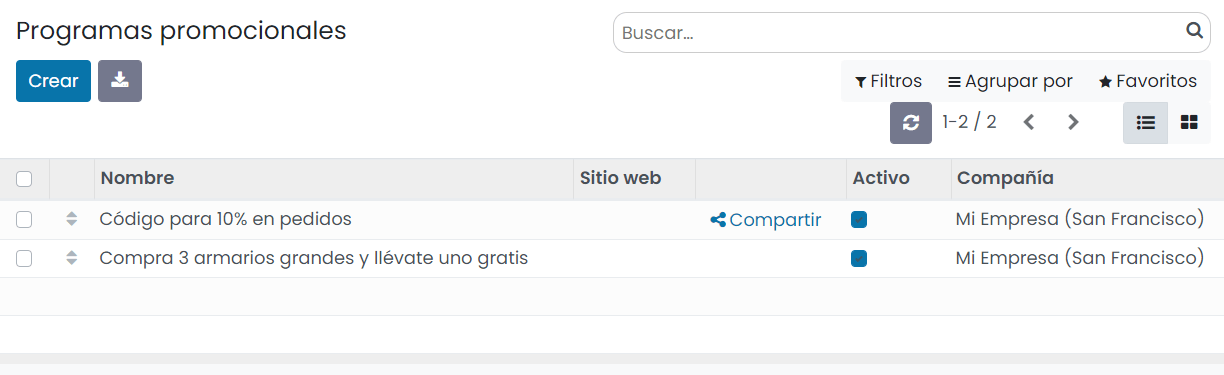 Programas promocionales
Buscar...
Crear
Filtros Agrupar por Favoritos
1-2 / 2
Nombre Sitio web Activo Compañía
Código para 10% en pedidos Compartir Mi Empresa (San Francisco)
Compra 3 armarios grandes y llévate uno gratis Mi Empresa (San Francisco)